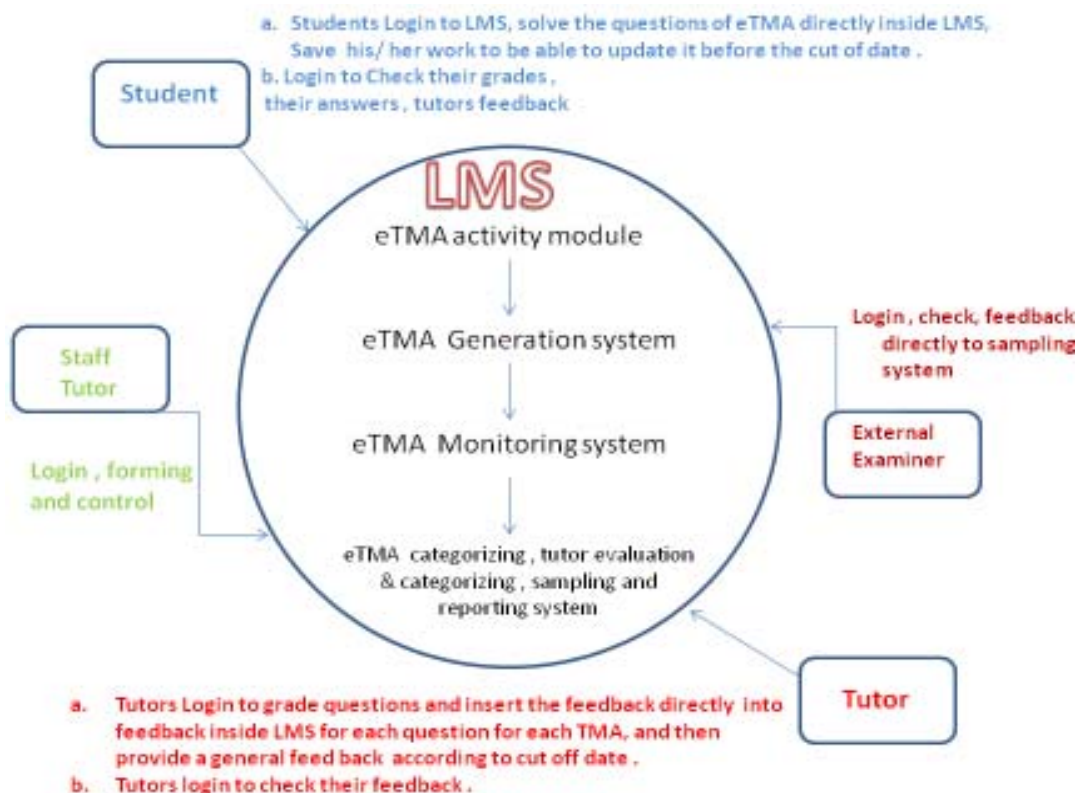 a. Students Login to LMS, solve the questions of eTMA directly inside LMS,
Save his/ her work to be able to update it before the cut of date .
b. Login to Check their grades ,
their answers , tutors feedback
Student
LMS
eTMA activity module
eTMA Generation system
eTMA Monitoring system
eTMA categorizing , tutor evaluation
& categorizing , sampling and
reporting system
Staff
Tutor
Login , forming
and control
Login , check, feedback
directly to sampling
system
External
Examiner
Tutor
a. Tutors Login to grade questions and insert the feedback directly into
feedback inside LMS for each question for each TMA, and then
provide a general feed back according to cut off date .
b. Tutors login to check their feedback .